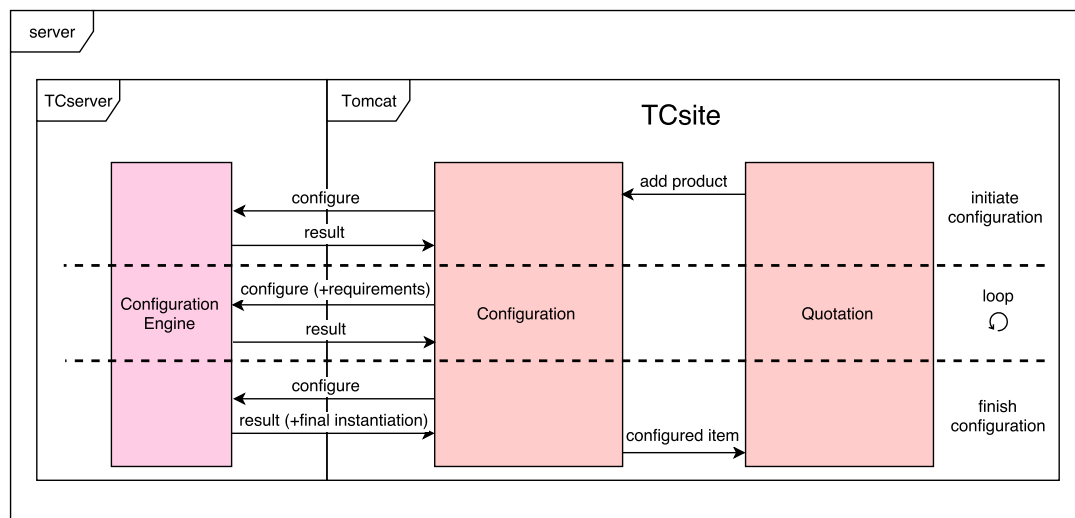 server
TCserver
Tomcat
TCsite
add product
configure
initiate
configuration
result
configure (+requirements)
loop
Configuration
Engine
Configuration
Quotation
result
configure
finish
configuration
result (+final instantiation)
configured item